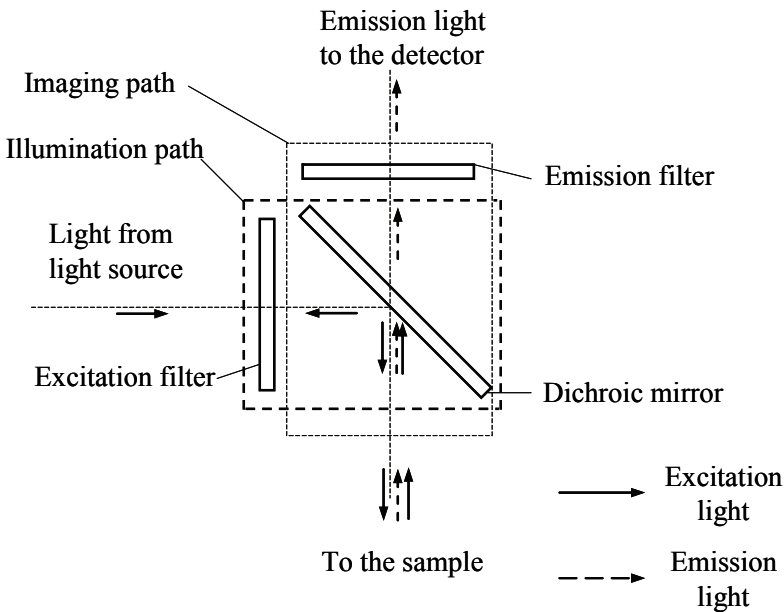 Emission light
to the detector
Imaging path
Illumination path
Emission filter
Light from
light source
Excitation filter
Dichroic mirror
Excitation
light
To the sample
Emission
light